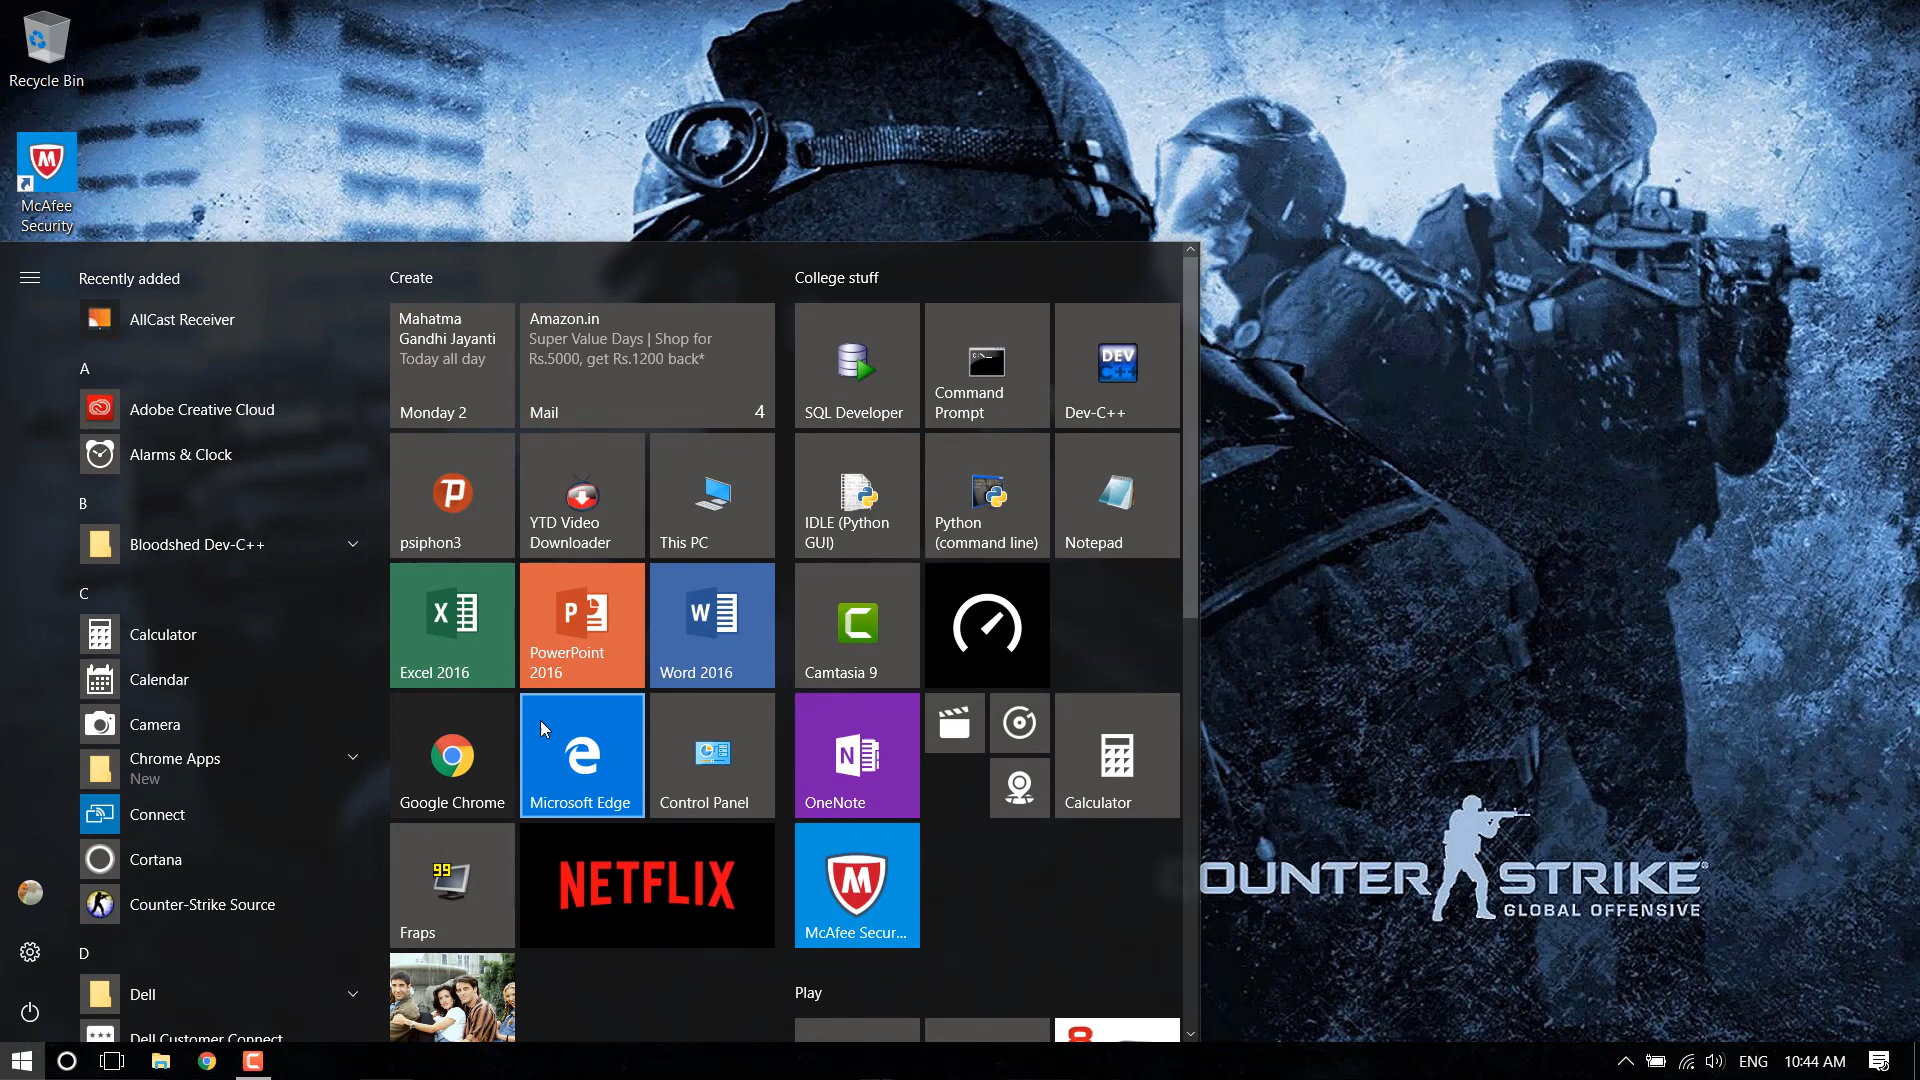 Recycle Bin
McAfee
Security
Recently added
AllCast Receiver
A
Adobe Creative Cloud
Alarms & Clock
B
Bloodshed Dev-C++
C
Calculator
Calendar
Camera
Chrome Apps
New
Connect
Cortana
Counter-Strike Source
D
Dell
Dell Customer Connect
Create
Mahatma
Gandhi Jayanti
Today all day
Monday 2
Amazon.in
Super Value Days | Shop for
Rs.5000, get Rs.1200 back*
Mail 4
psiphon3
YTD Video
Downloader
This PC
Excel 2016
PowerPoint
2016
Word 2016
Google Chrome
Microsoft Edge
Control Panel
99
Fraps
NETFLIX
College stuff
SQL Developer
Command
Prompt
DEV
C++
Dev-C++
IDLE (Python
GUI)
Python
(command line)
Notepad
Camtasia 9
OneNote
Calculator
McAfee Secur...
Play
8
POLIZEI
OUNTER STRIKE
GLOBAL OFFENSIVE
ENG
10:44 AM